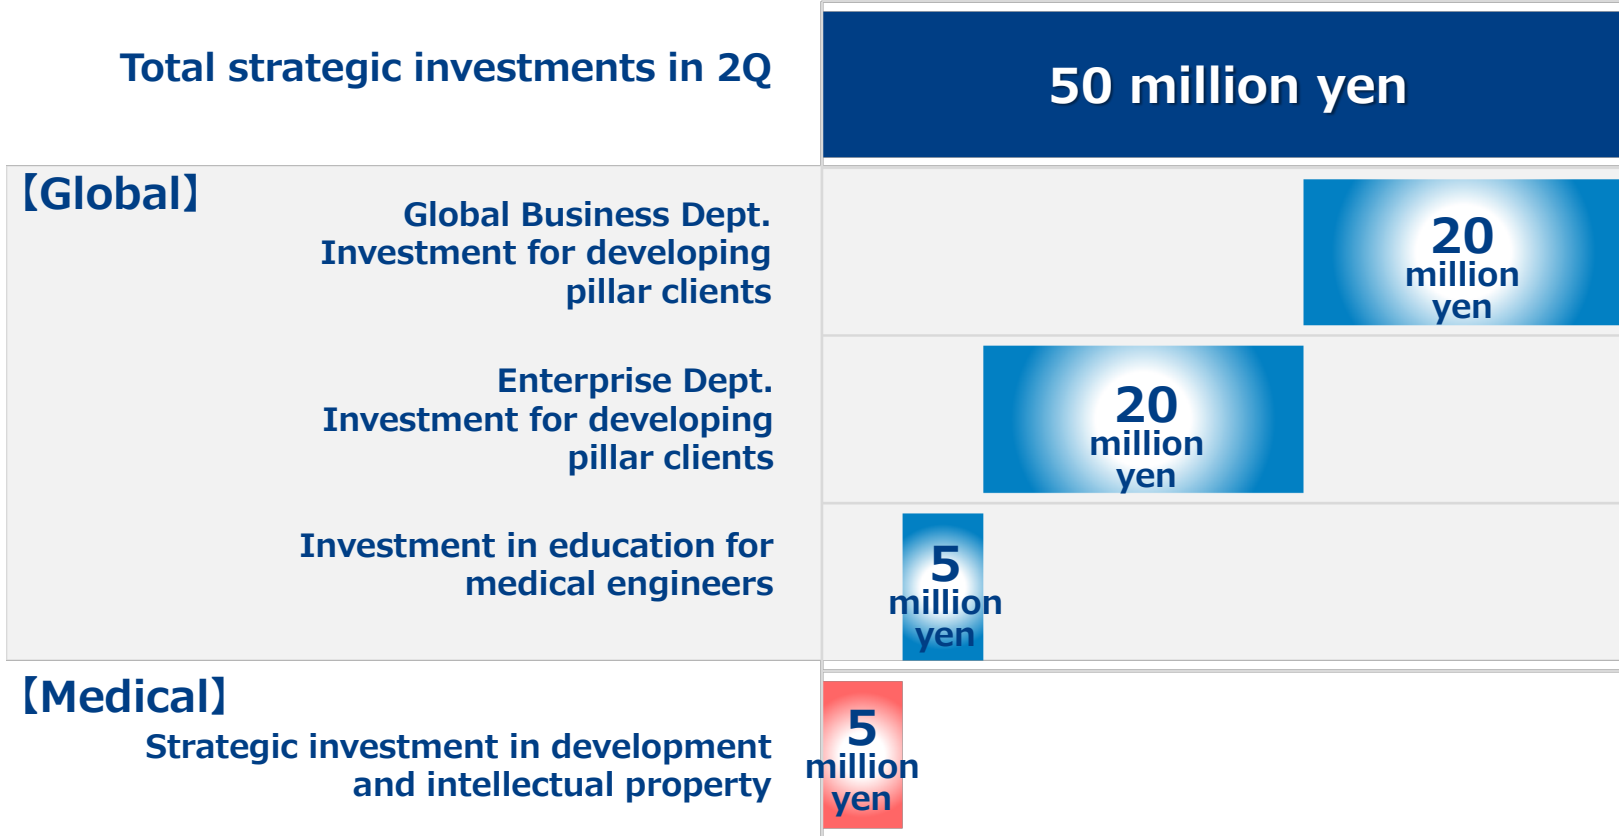 Total strategic investments in 2Q
50 million yen
【Global】
Global Business Dept.
Investment for developing
pillar clients
20
million
yen
Enterprise Dept.
Investment for developing
pillar clients
20
million
yen
Investment in education for
medical engineers
5
million
yen
【Medical】
Strategic investment in development
and intellectual property
5
million
yen